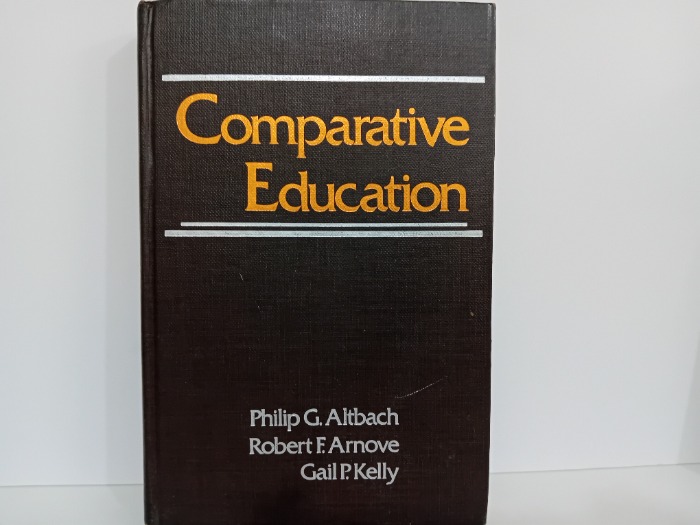 Comparative
Education
Philip G. Altbach
Robert F. Arnove
Gail P. Kelly